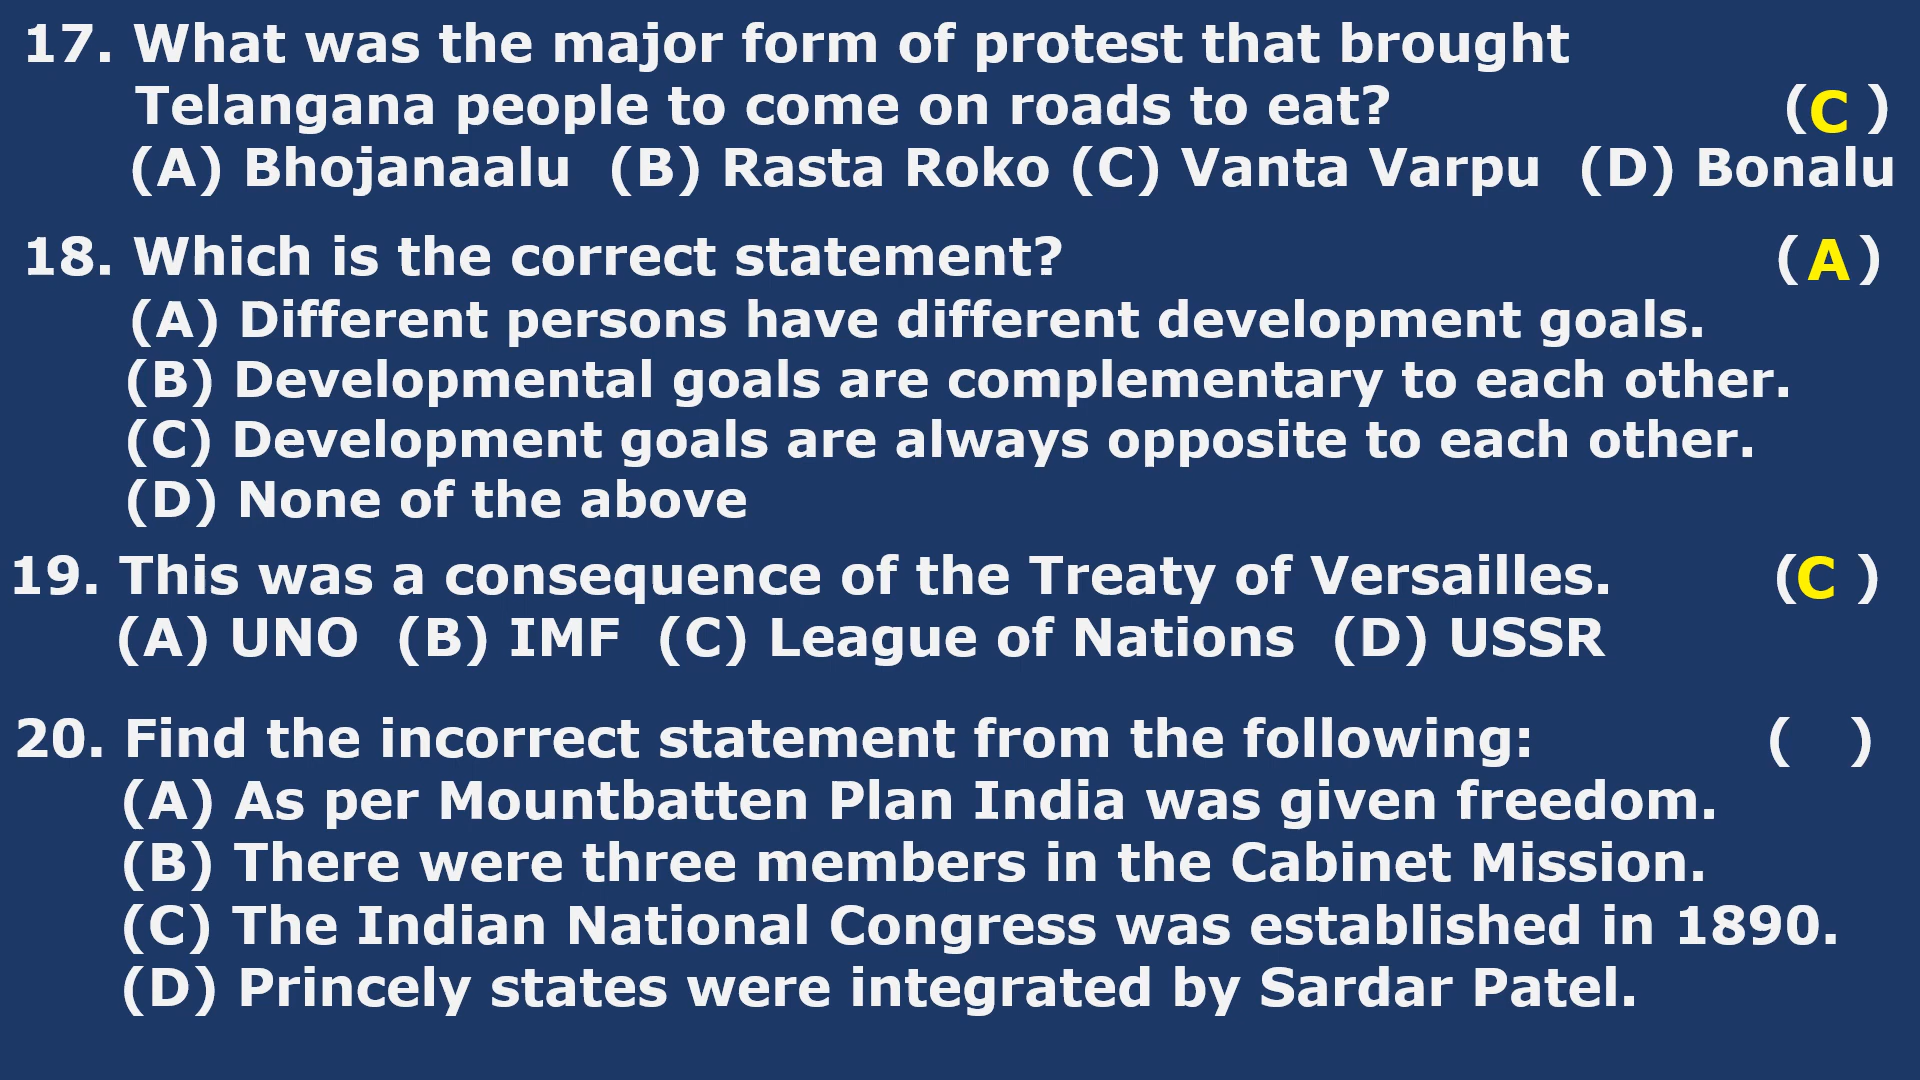 17. What was the major form of protest that brought
Telangana people to come on roads to eat? (C )
(A) Bhojanaalu (B) Rasta Roko (C) Vanta Varpu (D) Bonalu
18. Which is the correct statement? ( A )
(A) Different persons have different development goals.
(B) Developmental goals are complementary to each other.
(C) Development goals are always opposite to each other.
(D) None of the above
19. This was a consequence of the Treaty of Versailles. (C )
(A) UNO (B) IMF (C) League of Nations (D) USSR
20. Find the incorrect statement from the following: ( )
(A) As per Mountbatten Plan India was given freedom.
(B) There were three members in the Cabinet Mission.
(C) The Indian National Congress was established in 1890.
(D) Princely states were integrated by Sardar Patel.